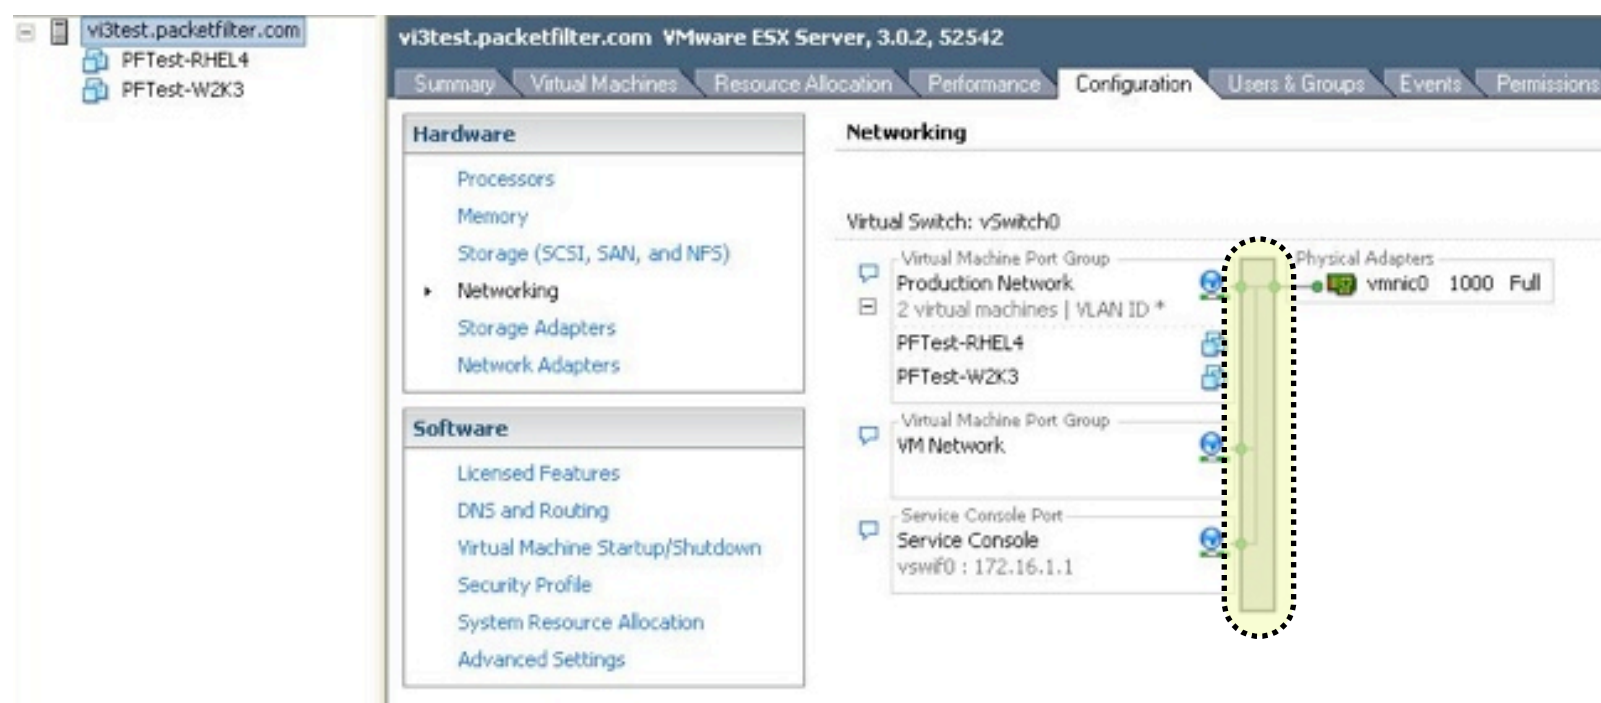 vi3test.packetfilter.com
PFTest-RHEL4
PFTest-W2K3
vi3test.packetfilter.com VMware ESX Server, 3.0.2, 52542
Summary Virtual Machines Resource Allocation Performance Configuration Users & Groups Events Permissions
Hardware
Processors
Memory
Storage (SCSI, SAN, and NFS)
Networking
Storage Adapters
Network Adapters
Software
Licensed Features
DNS and Routing
Virtual Machine Startup/Shutdown
Security Profile
System Resource Allocation
Advanced Settings
Networking
Virtual Switch: vSwitch0
Virtual Machine Port Group
Production Network
2 virtual machines | VLAN ID *
PFTest-RHEL4
PFTest-W2K3
Virtual Machine Port Group
VM Network
Service Console Port
Service Console
vswif0 : 172.16.1.1
Physical Adapters
vmnic0 1000 Full